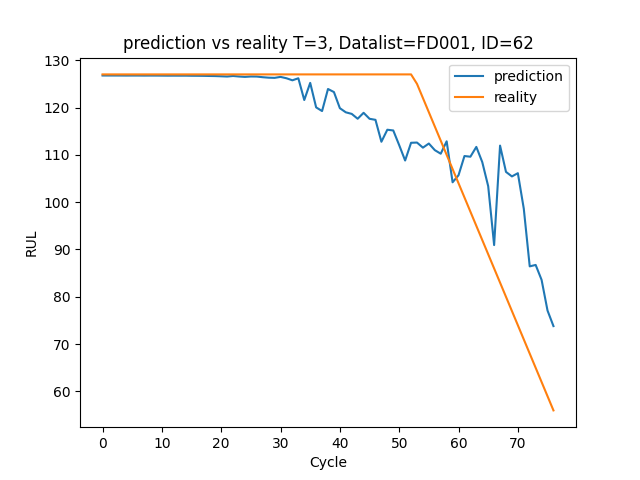 prediction vs reality T=3, Datalist=FD001, ID=62
prediction
reality
130
120
110
100
90
80
70
60
RUL
0 10 20 30 40 50 60 70
Cycle